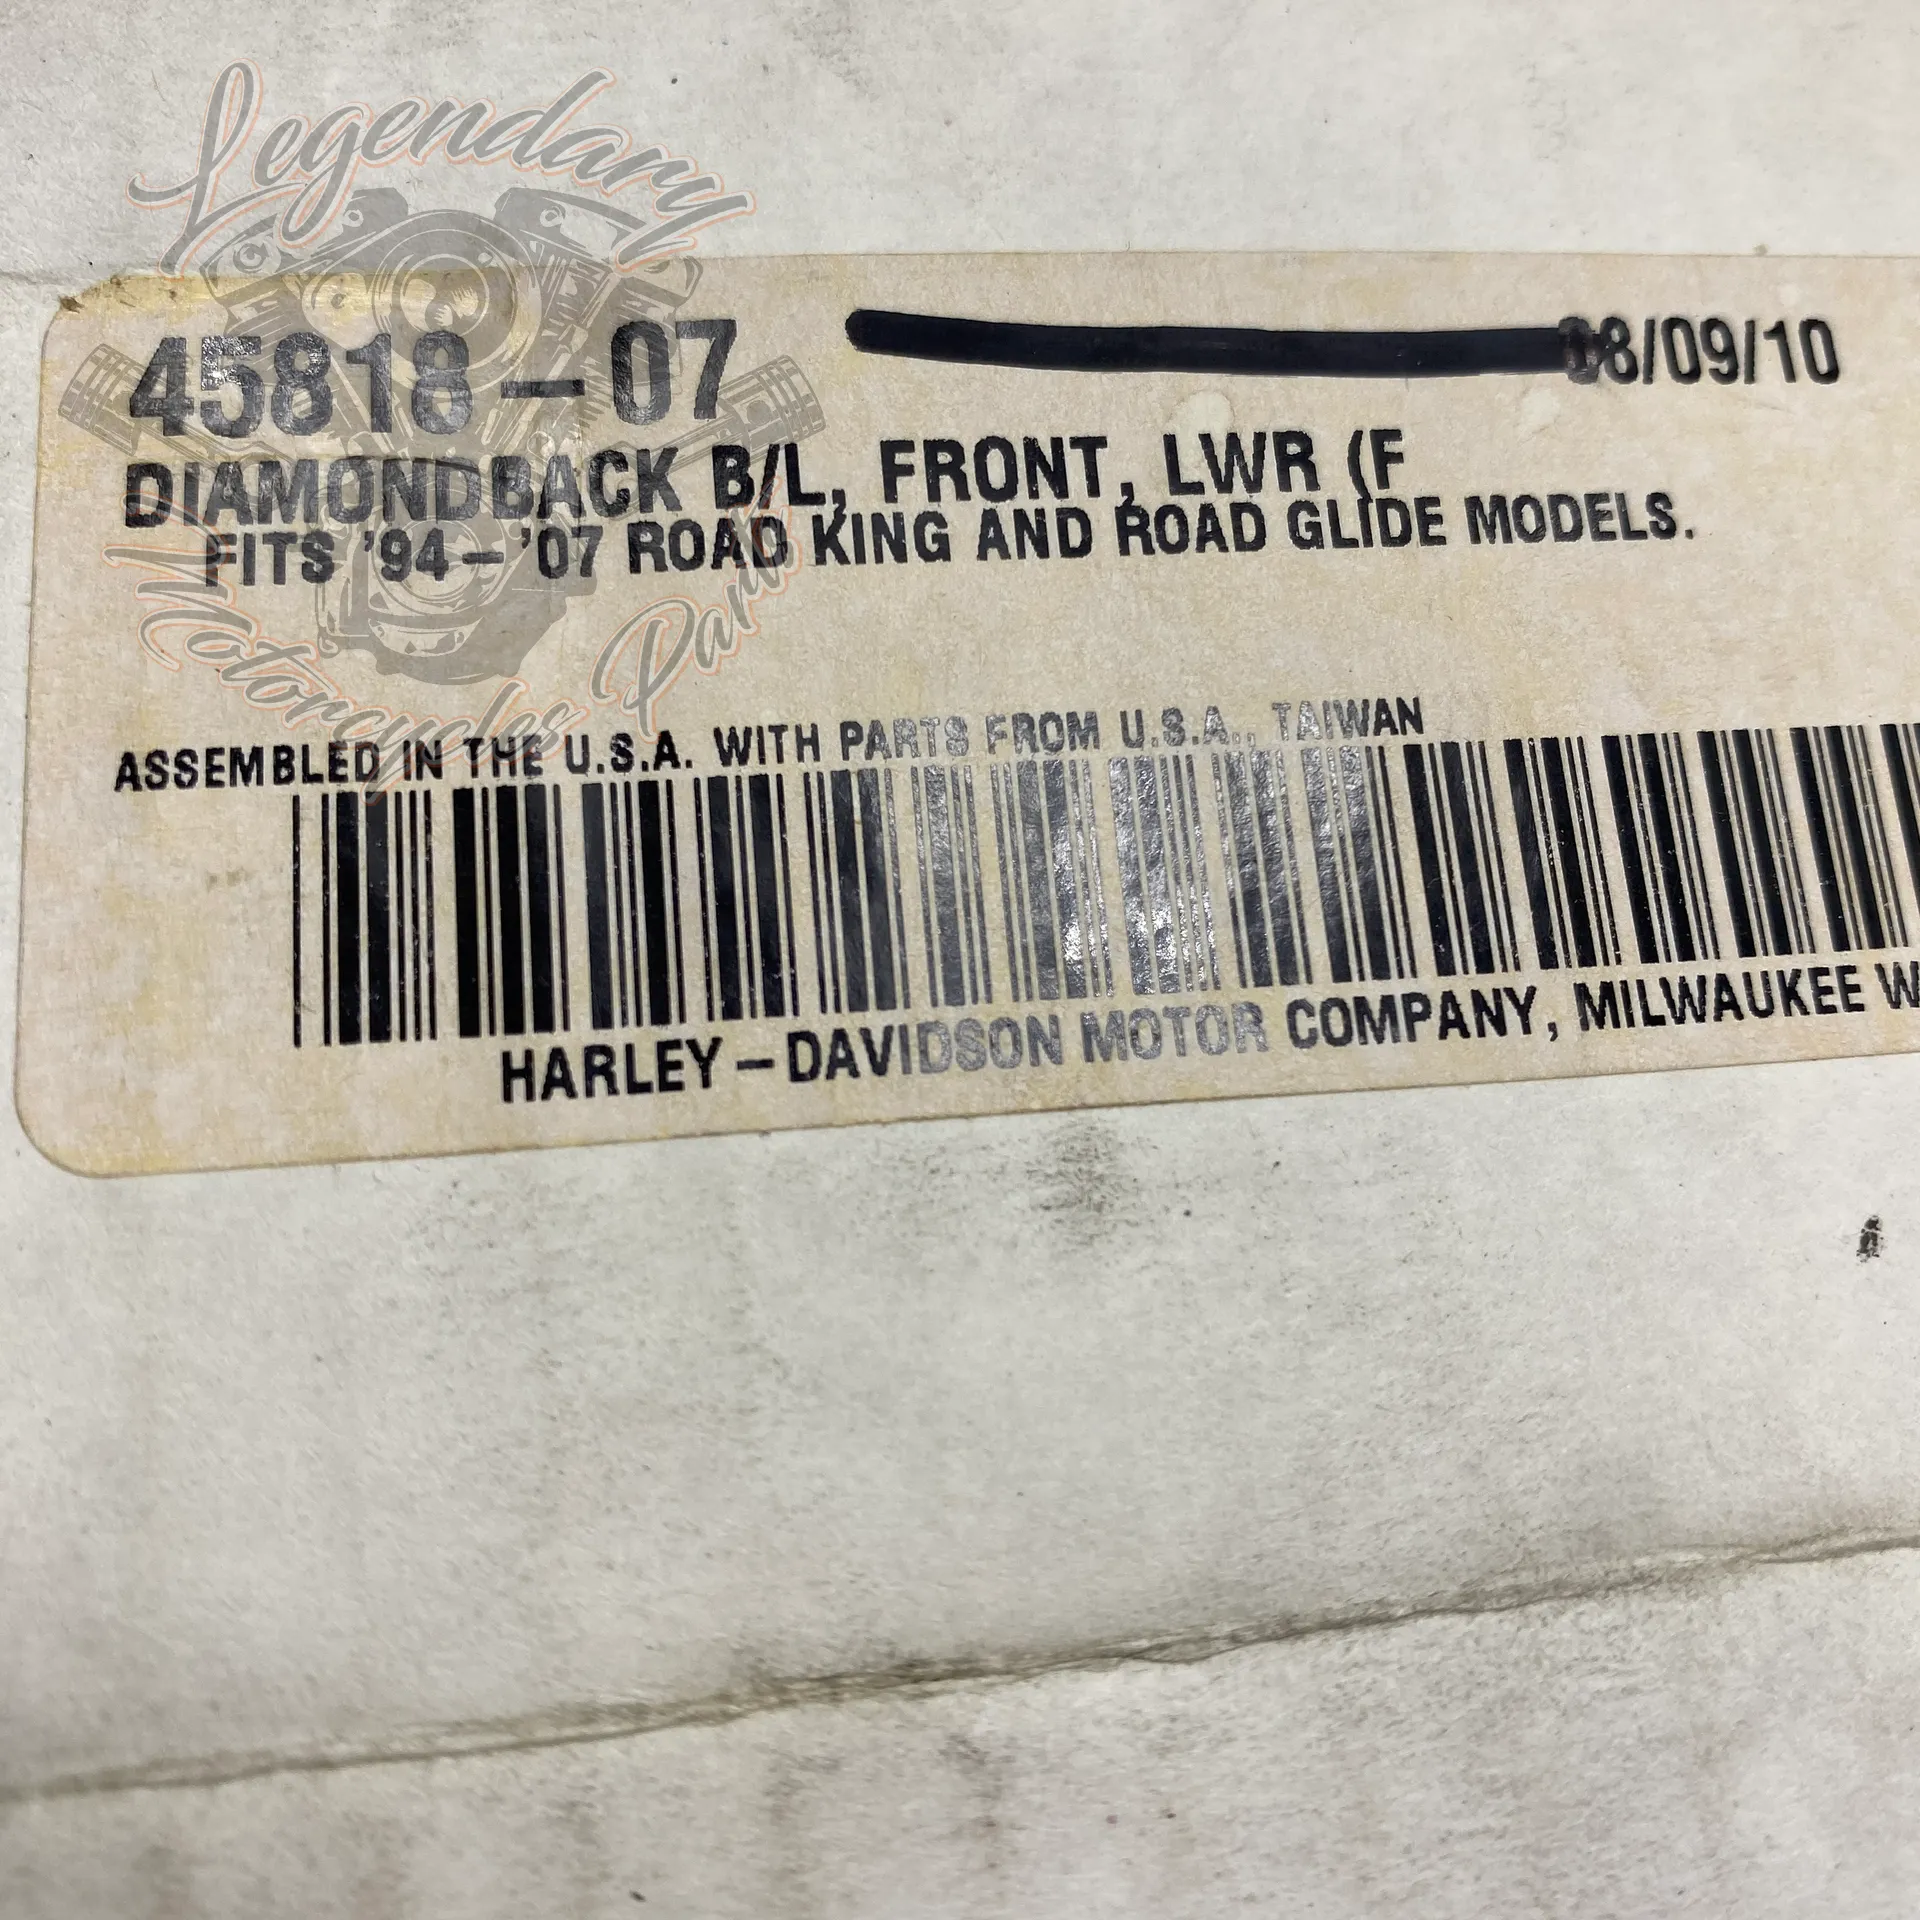 Legendary
45818-07 08/09/10
DIAMONDBACK B/L, FRONT, LWR (F
FITS '94-'07 ROAD KING AND ROAD GLIDE MODELS.
Motorcycles Parts
ASSEMBLED IN THE U.S.A. WITH PARTS FROM U.S.A., TAIWAN
HARLEY-DAVIDSON MOTOR COMPANY, MILWAUKEE W